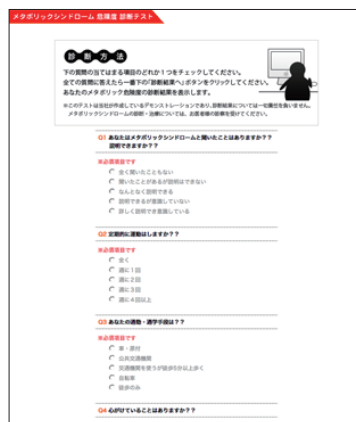 メタボリックシンドローム 危険度 診断テスト
診断方法
下の質問の当てはまる項目のどれか1つをチェックしてください。
全ての質問に答えたら一番下の「診断結果へ」ボタンをクリックしてください。
あなたのメタボリック危険度の診断結果を表示します。
※このテストは当社が作成しているデモンストレーションであり、診断結果については一切責任を負いません。
メタボリックシンドロームの診断・治療については、お医者様の診察を受けてください。
Q1 あなたはメタボリックシンドロームと聞いたことはありますか??
説明できますか??
※必須項目です
全く聞いたこともない
聞いたことがあるが説明はできない
なんとなく説明できる
説明できるが意識していない
詳しく説明でき意識している
Q2 定期的に運動はしますか??
※必須項目です
全く
週に1回
週に2回
週に3回
週に4回以上
Q3 あなたの通勤・通学手段は??
※必須項目です
車・原付
公共交通機関
交通機関を使うが徒歩5分以上歩く
自転車
徒歩のみ
Q4 心がけていることはありますか??